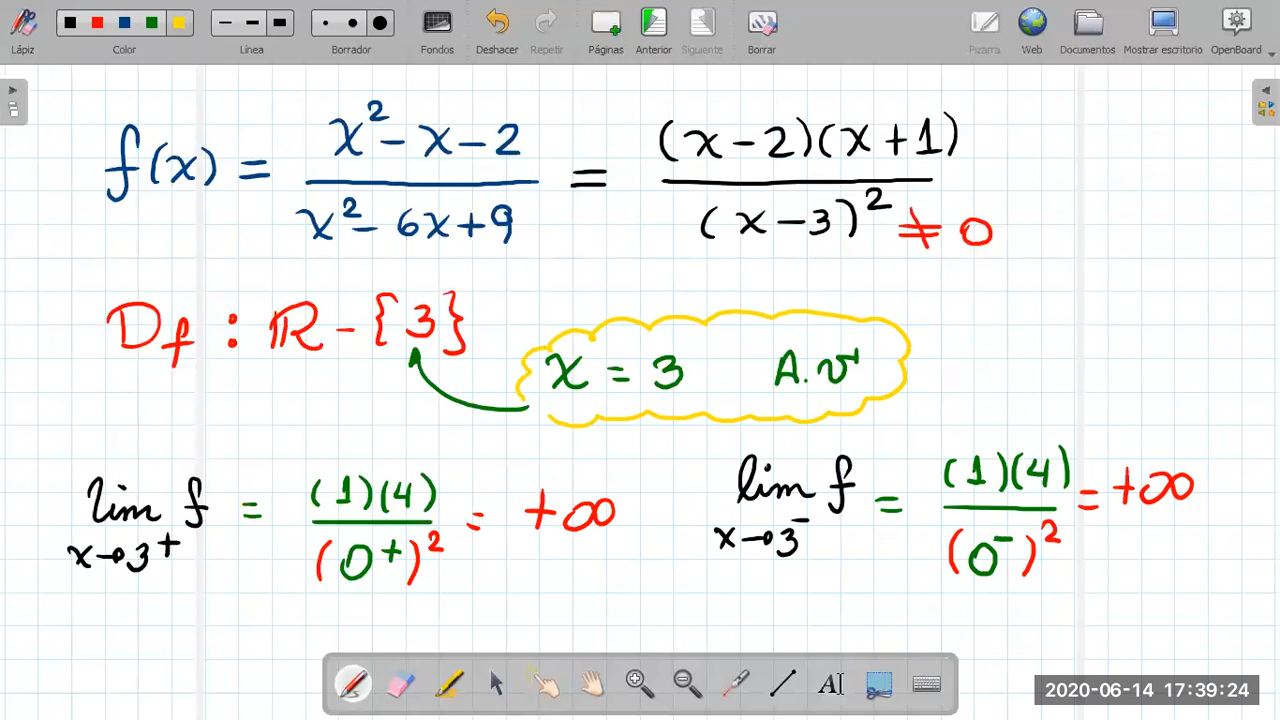 Lápiz Color Línea Borrador Fondos Deshacer Repetir Páginas Anterior Siguiente Borrar Pizarra Web Documentos Mostrar escritorio OpenBoard
f(x) = (x² - x - 2)/(x² - 6x + 9) = ((x - 2)(x + 1))/((x - 3)²) ≠ 0
Df : ℝ - {3}
x = 3 A.v
lim x→3⁺ f = ((1)(4))/((0⁺)²) = +∞
lim x→3⁻ f = ((1)(4))/((0⁻)²) = +∞
2020-06-14 17:39:24